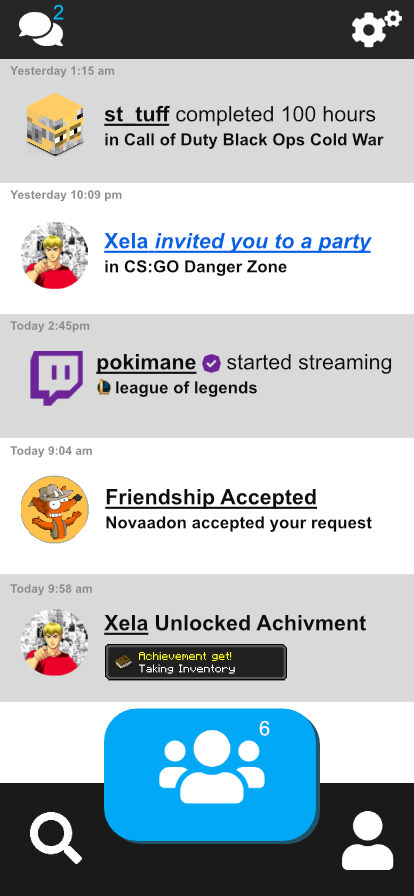 2
Yesterday 1:15 am
st_tuff completed 100 hours
in Call of Duty Black Ops Cold War
Yesterday 10:09 pm
Xela invited you to a party
in CS:GO Danger Zone
Today 2:45pm
pokimane started streaming
league of legends
Today 9:04 am
Friendship Accepted
Novaadon accepted your request
Today 9:58 am
Xela Unlocked Achivment
Achievement get!
Taking Inventory
6